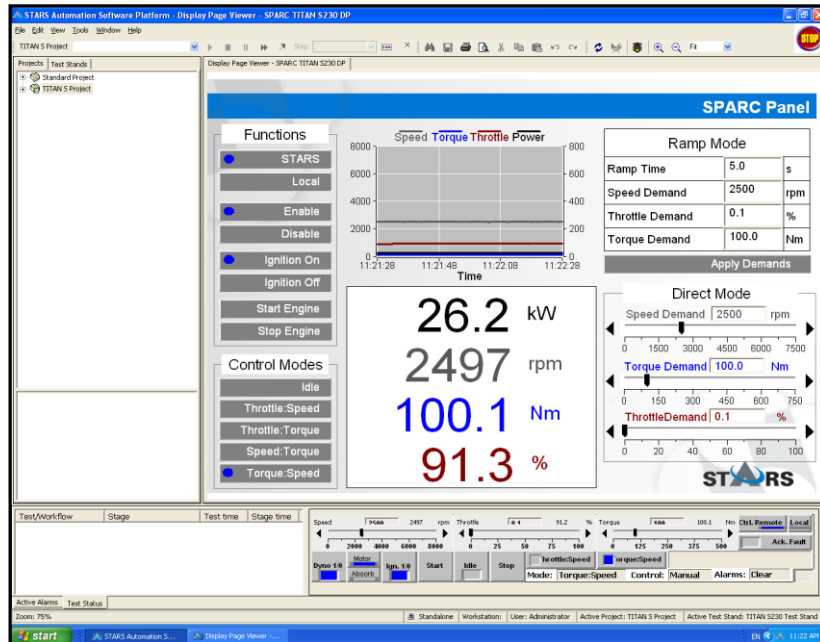 STARS Automation Software Platform - Display Page Viewer - SPARC TITAN S230 DP
File Edit View Tools Window Help
TITAN S Project
Step:
Fit
STOP
Projects Test Stands
Display Page Viewer - SPARC TITAN S230 DP
Standard Project
TITAN S Project
SPARC Panel
Functions
STARS
Local
Enable
Disable
Ignition On
Ignition Off
Start Engine
Stop Engine
Control Modes
Idle
Throttle:Speed
Throttle:Torque
Speed:Torque
Torque:Speed
Speed Torque Throttle Power
8000 800
6000 600
4000 400
2000 200
0 0
11:21:28 11:21:48 11:22:08 11:22:28
Time
26.2 kW
2497 rpm
100.1 Nm
91.3 %
Ramp Mode
Ramp Time 5.0 s
Speed Demand 2500 rpm
Throttle Demand 0.1 %
Torque Demand 100.0 Nm
Apply Demands
Direct Mode
Speed Demand 2500 rpm
0 1500 3000 4500 6000 7500
Torque Demand 100.0 Nm
0 150 300 450 600 750
ThrottleDemand 0.1 %
0 20 40 60 80 100
STARS
Test/Workflow Stage Test time Stage time
Speed 2500 2497 rpm Throttle 0.1 91.2 % Torque 100 100.1 Nm Ctrl. Remote Local
0 2000 4000 6000 8000 0 25 50 75 100 0 125 250 375 500 Ack. Fault
Dyno 1/0 Motor Absorb Ign. 1/0 Start Idle Stop Throttle:Speed Torque:Speed
Mode: Torque:Speed Control: Manual Alarms: Clear
Active Alarms Test Status
Zoom: 75% Standalone Workstation: User: Administrator Active Project: TITAN S Project Active Test Stand: TITAN S230 Test Stand
start STARS Automation S... Display Page Viewer -... EN 11:22 AM